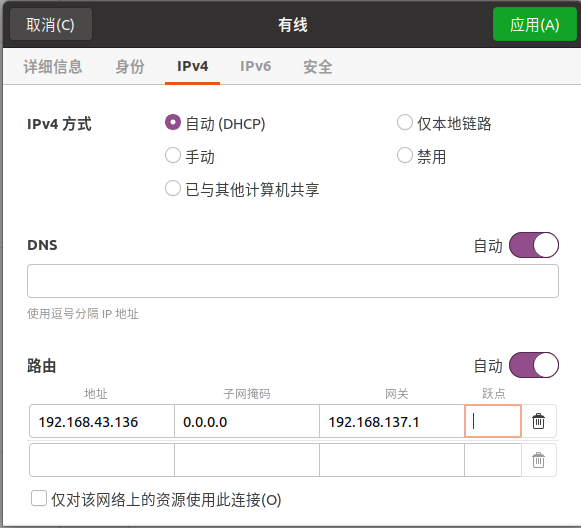 取消(C) 有线 应用(A)
详细信息 身份 IPv4 IPv6 安全
IPv4 方式 自动 (DHCP) 仅本地链路
手动 禁用
已与其他计算机共享
DNS 自动
使用逗号分隔 IP 地址
路由 自动
地址 子网掩码 网关 跃点
192.168.43.136 0.0.0.0 192.168.137.1
仅对该网络上的资源使用此连接(O)